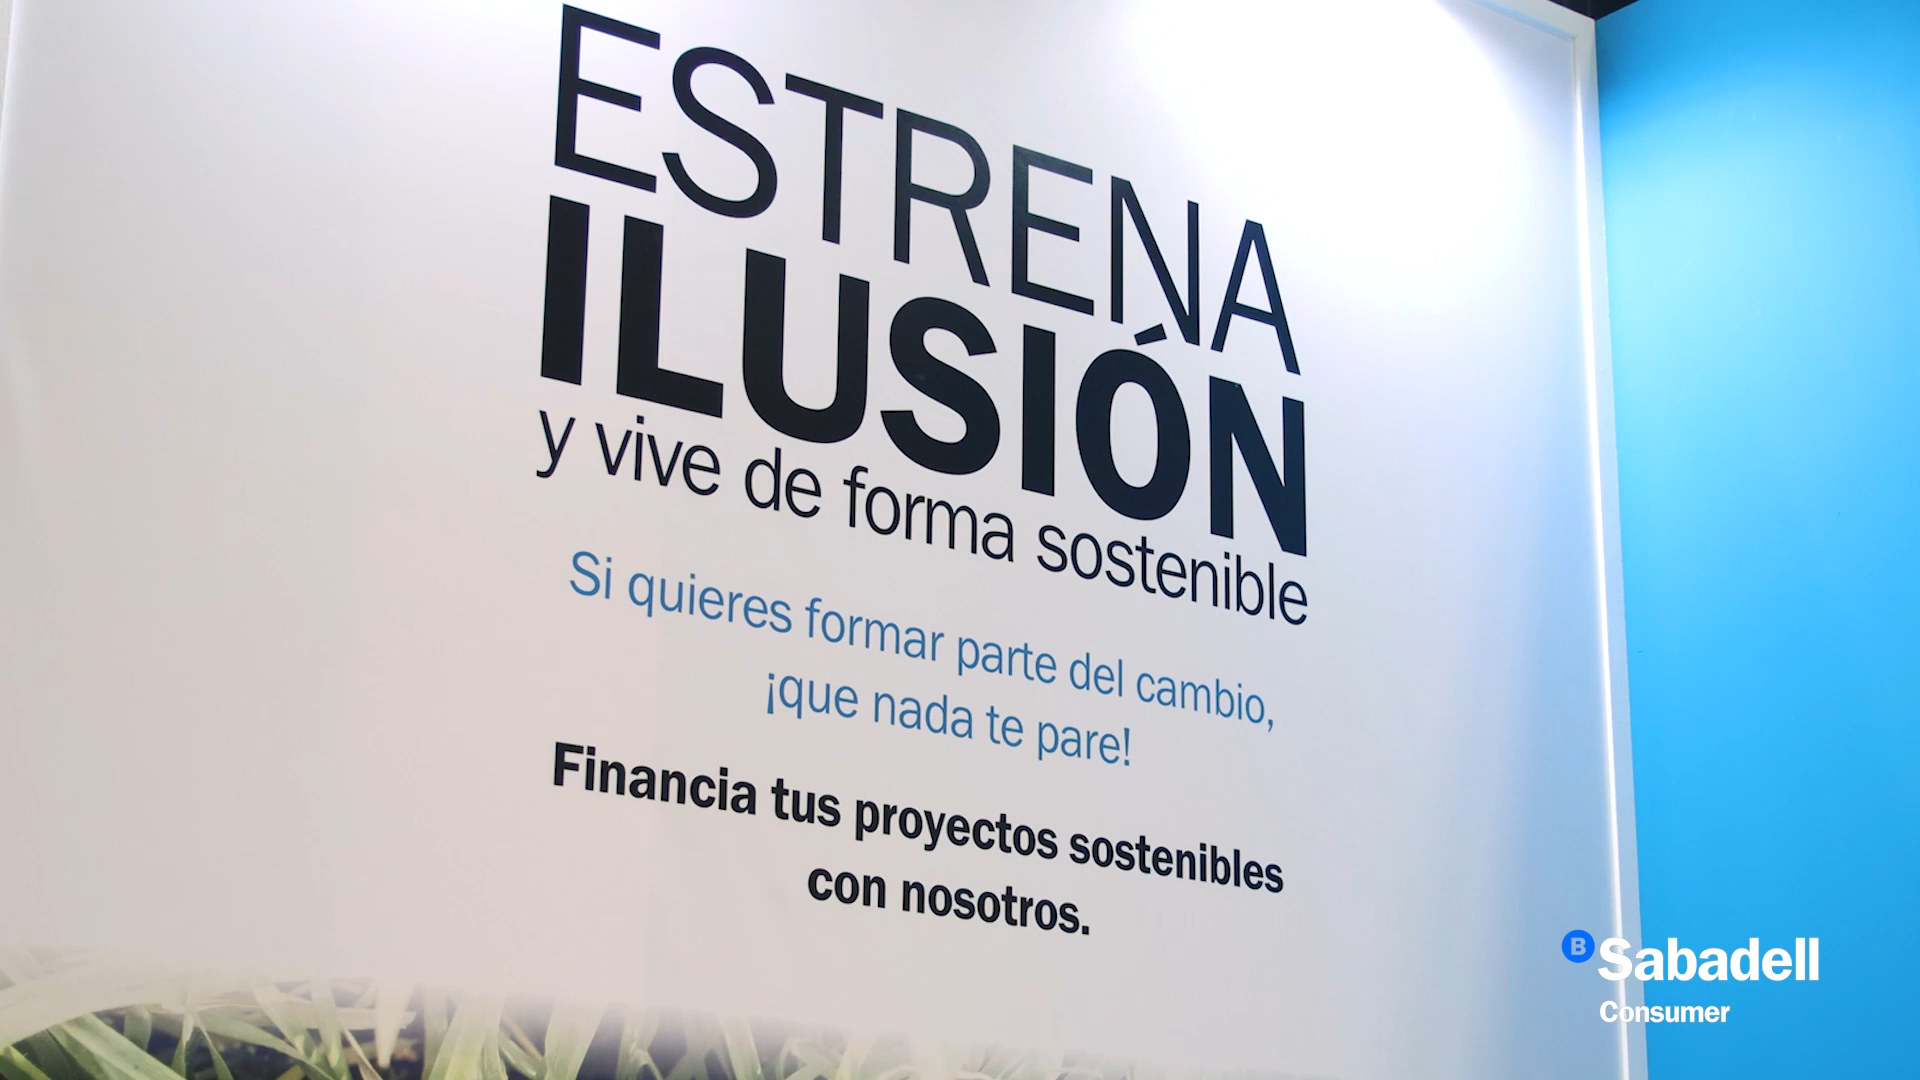 ESTRENA
ILUSIÓN
y vive de forma sostenible
Si quieres formar parte del cambio,
¡que nada te pare!
Financia tus proyectos sostenibles
con nosotros.
B Sabadell
Consumer